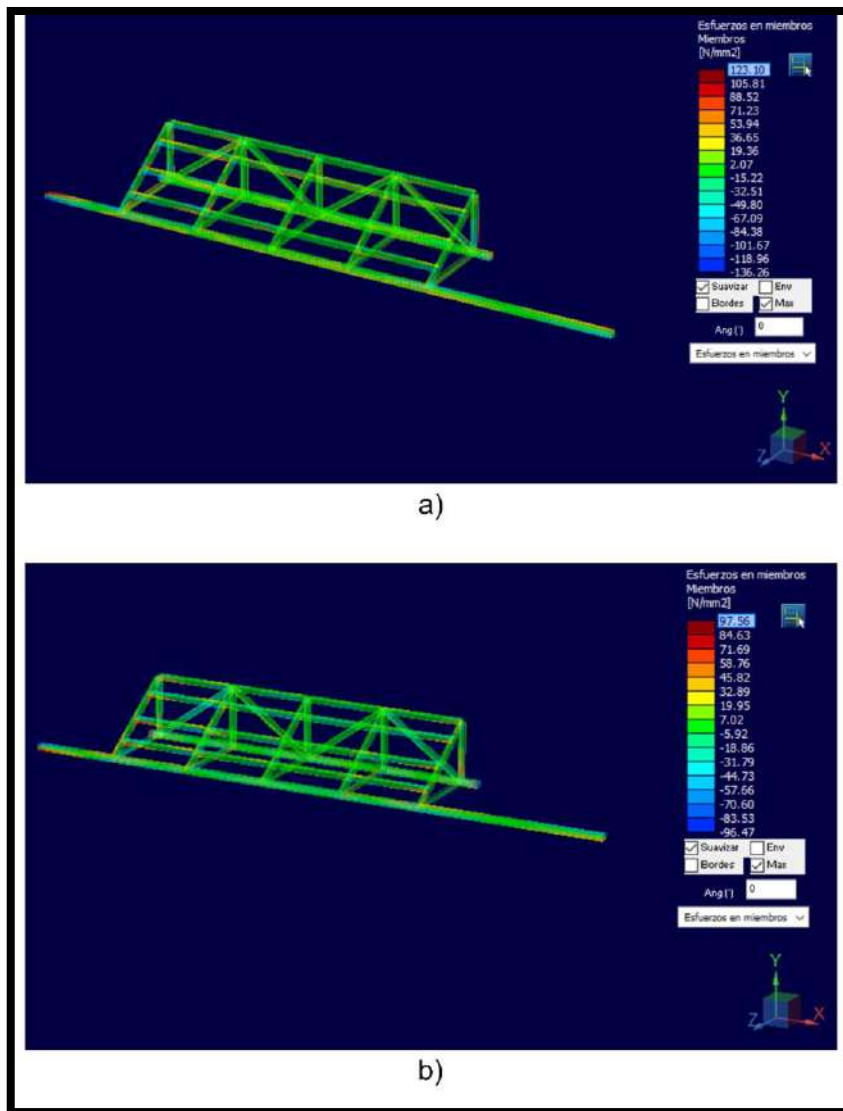 Esfuerzos en miembros
Miembros
[N/mm2]
123.10
105.81
88.52
71.23
53.94
36.65
19.36
2.07
-15.22
-32.51
-49.80
-67.09
-84.38
-101.67
-118.96
-136.26
Suavizar Env
Bordes Max
Ang(°) 0
Esfuerzos en miembros
Y
Z X
a)
Esfuerzos en miembros
Miembros
[N/mm2]
97.56
84.63
71.69
58.76
45.82
32.89
19.95
7.02
-5.92
-18.86
-31.79
-44.73
-57.66
-70.60
-83.53
-96.47
Suavizar Env
Bordes Max
Ang(°) 0
Esfuerzos en miembros
Y
Z X
b)